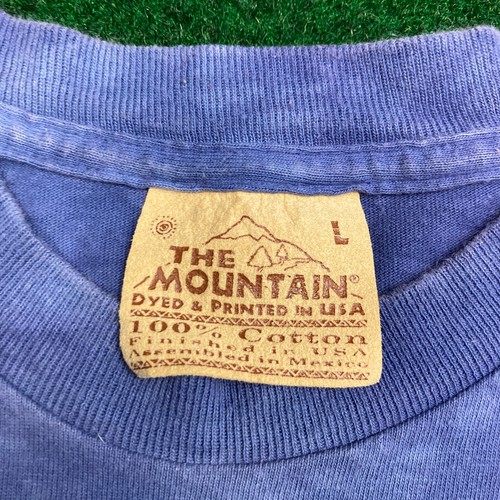 L
THE
MOUNTAIN®
DYED & PRINTED IN USA
100% Cotton
Finished in USA
Assembled in Mexico